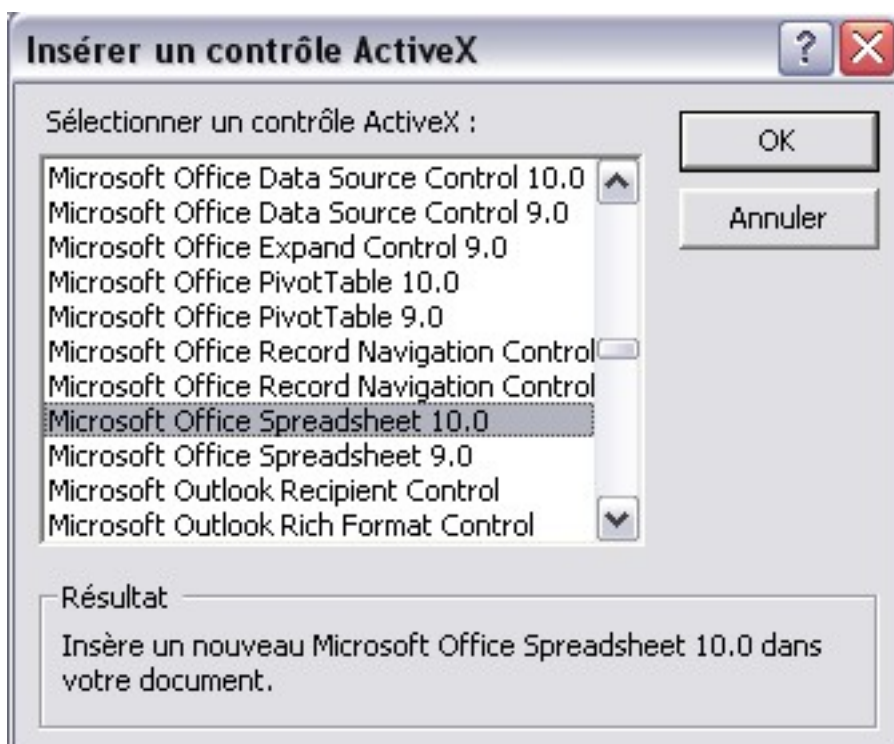 Insérer un contrôle ActiveX
Sélectionner un contrôle ActiveX :
Microsoft Office Data Source Control 10.0
Microsoft Office Data Source Control 9.0
Microsoft Office Expand Control 9.0
Microsoft Office PivotTable 10.0
Microsoft Office PivotTable 9.0
Microsoft Office Record Navigation Control
Microsoft Office Record Navigation Control
Microsoft Office Spreadsheet 10.0
Microsoft Office Spreadsheet 9.0
Microsoft Outlook Recipient Control
Microsoft Outlook Rich Format Control
OK
Annuler
Résultat
Insère un nouveau Microsoft Office Spreadsheet 10.0 dans
votre document.